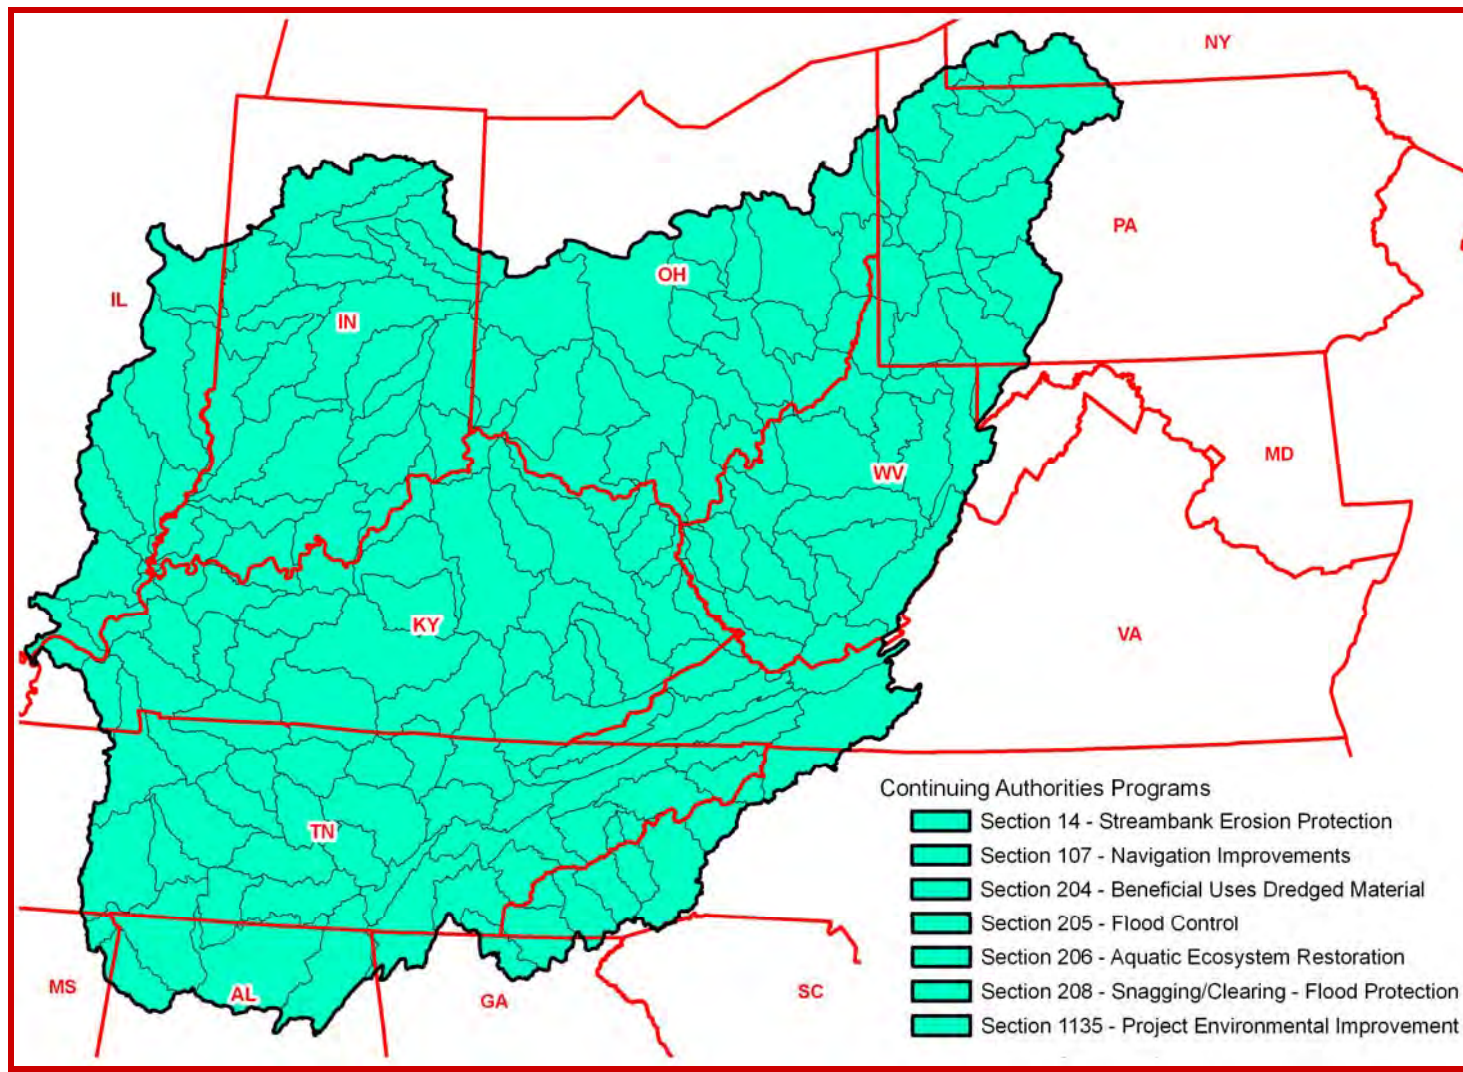 NY
PA
OH
IL
IN
MD
WV
KY
VA
Continuing Authorities Programs
Section 14 - Streambank Erosion Protection
TN
Section 107 - Navigation Improvements
Section 204 - Beneficial Uses Dredged Material
Section 205 - Flood Control
Section 206 - Aquatic Ecosystem Restoration
MS
AL
GA
SC
Section 208 - Snagging/Clearing - Flood Protection
Section 1135 - Project Environmental Improvement